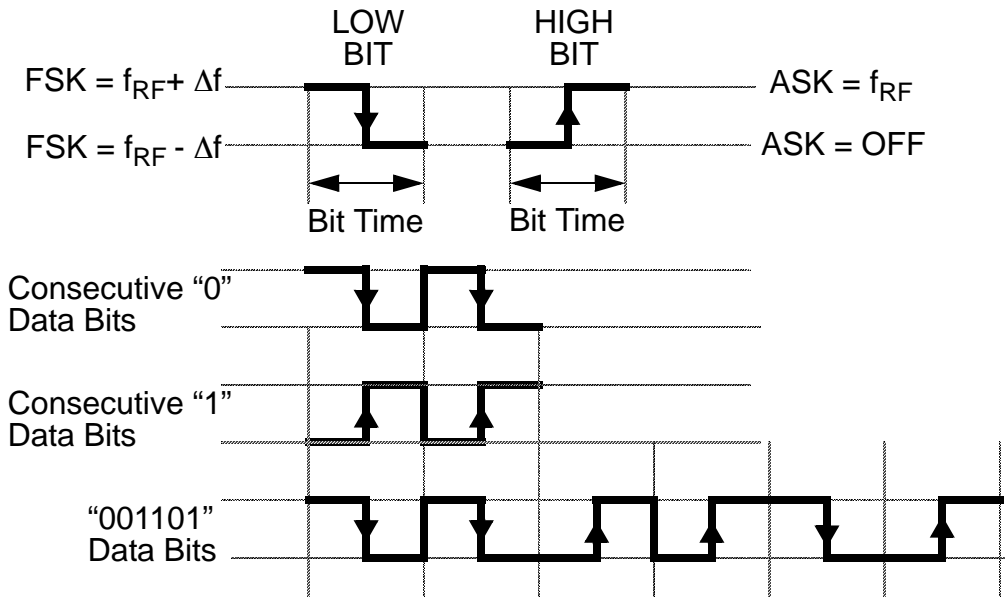 LOW
BIT
HIGH
BIT
FSK = fRF+ Δf
ASK = fRF
FSK = fRF - Δf
ASK = OFF
Bit Time
Bit Time
Consecutive “0”
Data Bits
Consecutive “1”
Data Bits
“001101”
Data Bits